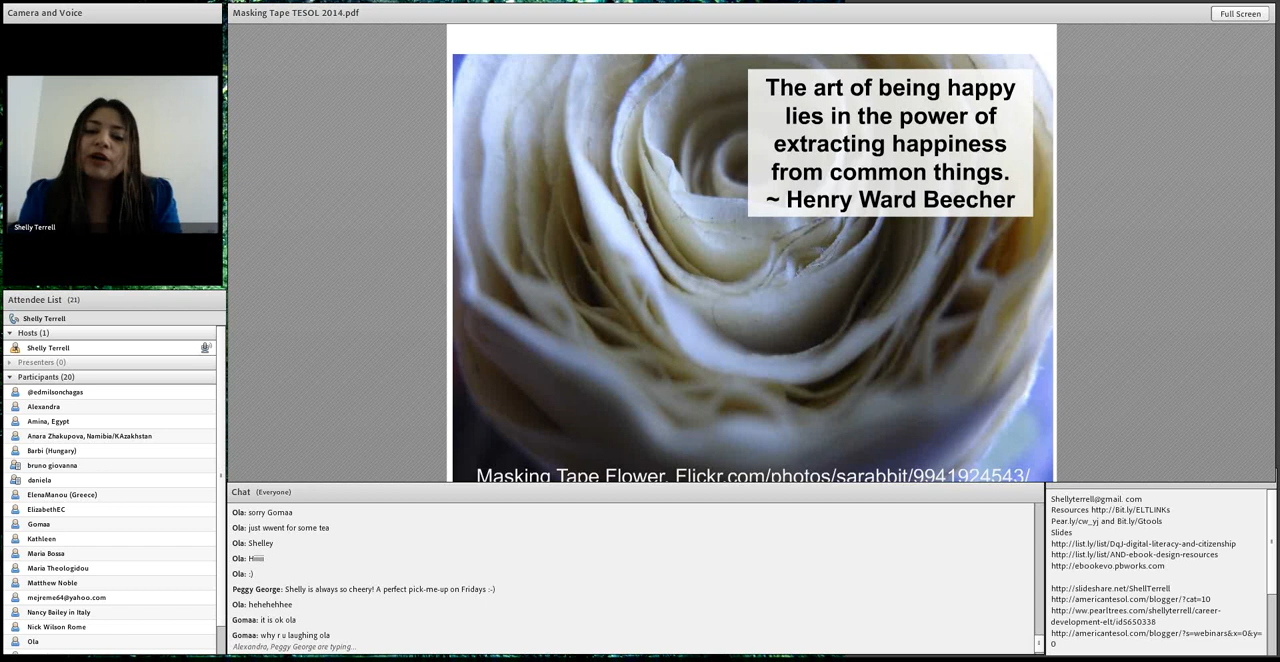 Camera and Voice
Shelly Terrell
Attendee List (21)
Shelly Terrell
Hosts (1)
Shelly Terrell
Presenters (0)
Participants (20)
@edmilsonchagas
Alexandra
Amina, Egypt
Anara Zhakupova, Namibia/KAzakhstan
Barbi (Hungary)
bruno giovanna
daniela
ElenaManou (Greece)
ElizabethEC
Gomaa
Kathleen
Maria Bossa
Maria Theologidou
Matthew Noble
mejreme64@yahoo.com
Nancy Bailey in Italy
Nick Wilson Rome
Ola
Masking Tape TESOL 2014.pdf
Full Screen
The art of being happy
lies in the power of
extracting happiness
from common things.
~ Henry Ward Beecher
Masking Tape Flower, Flickr.com/photos/sarabbit/9941924543/
Chat (Everyone)
Ola: sorry Gomaa
Ola: just wwent for some tea
Ola: Shelley
Ola: Hiiiii
Ola: :)
Peggy George: Shelly is always so cheery! A perfect pick-me-up on Fridays :-)
Ola: hehehehhee
Gomaa: it is ok ola
Gomaa: why r u laughing ola
Alexandra, Peggy George are typing...
Shellyterrell@gmail. com
Resources http://Bit.ly/ELTLINKs
Pear.ly/cw_yj and Bit.ly/Gtools
Slides
http://list.ly/list/DqJ-digital-literacy-and-citizenship
http://list.ly/list/AND-ebook-design-resources
http://ebookevo.pbworks.com
http://slideshare.net/ShellTerrell
http://americantesol.com/blogger/?cat=10
http://ww.pearltrees.com/shellyterrell/career-
development-elt/id5650338
http://americantesol.com/blogger/?s=webinars&x=0&y=
0